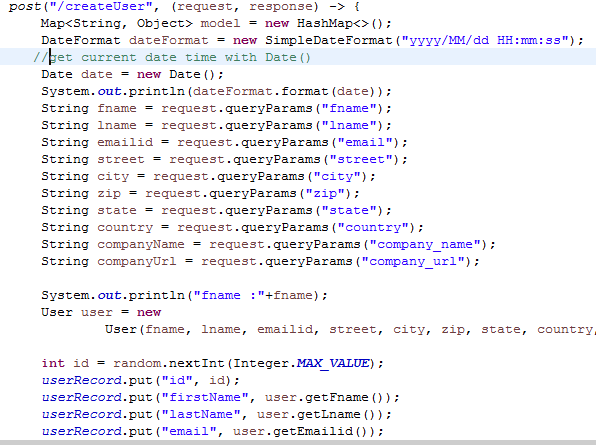 post("/createUser", (request, response) -> {
Map<String, Object> model = new HashMap<>();
DateFormat dateFormat = new SimpleDateFormat("yyyy/MM/dd HH:mm:ss");
//get current date time with Date()
Date date = new Date();
System.out.println(dateFormat.format(date));
String fname = request.queryParams("fname");
String lname = request.queryParams("lname");
String emailid = request.queryParams("email");
String street = request.queryParams("street");
String city = request.queryParams("city");
String zip = request.queryParams("zip");
String state = request.queryParams("state");
String country = request.queryParams("country");
String companyName = request.queryParams("company_name");
String companyUrl = request.queryParams("company_url");
System.out.println("fname :"+fname);
User user = new
User(fname, lname, emailid, street, city, zip, state, country,
int id = random.nextInt(Integer.MAX_VALUE);
userRecord.put("id", id);
userRecord.put("firstName", user.getFname());
userRecord.put("lastName", user.getLname());
userRecord.put("email", user.getEmailid());